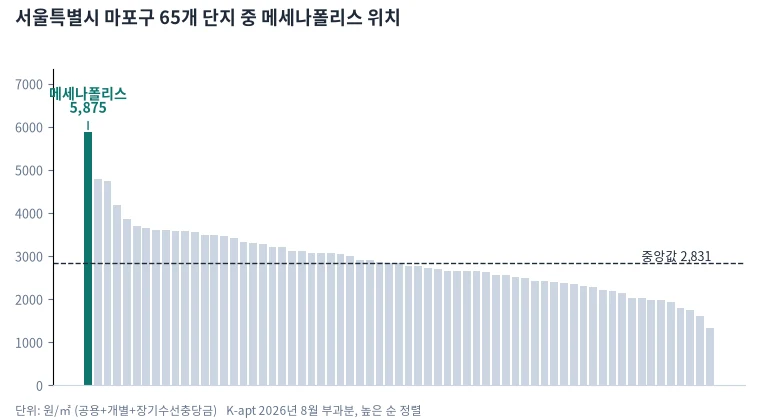 서울특별시 마포구 65개 단지 중 메세나폴리스 위치
7000
메세나폴리스
5,875
6000
5000
4000
3000
중앙값 2,831
2000
1000
0
단위: 원/㎡ (공용+개별+장기수선충당금) K-apt 2026년 8월 부과분, 높은 순 정렬